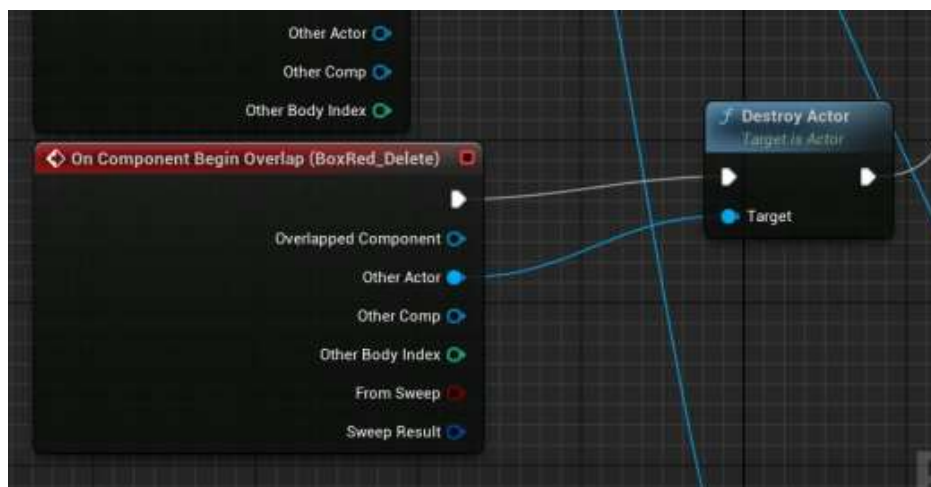 Other Actor
Other Comp
Other Body Index
f Destroy Actor
Target is Actor
On Component Begin Overlap (BoxRed_Delete)
Target
Overlapped Component
Other Actor
Other Comp
Other Body Index
From Sweep
Sweep Result